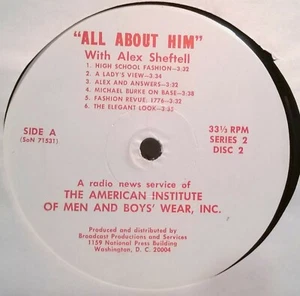 "ALL ABOUT HIM"
With Alex Sheftell
1. HIGH SCHOOL FASHION—3:32
2. A LADY'S VIEW—3:34
3. ALEX AND ANSWERS—3:32
4. MICHAEL BURKE ON BASE—3:38
5. FASHION REVUE, 1776—3:32
6. THE ELEGANT LOOK—3:32
SIDE A
(SoN 71531)
33⅓ RPM
SERIES 2
DISC 2
A radio news service of
THE AMERICAN INSTITUTE
OF MEN AND BOYS' WEAR, INC.
Produced and distributed by
Broadcast Productions and Services
1159 National Press Building
Washington, D. C. 20004